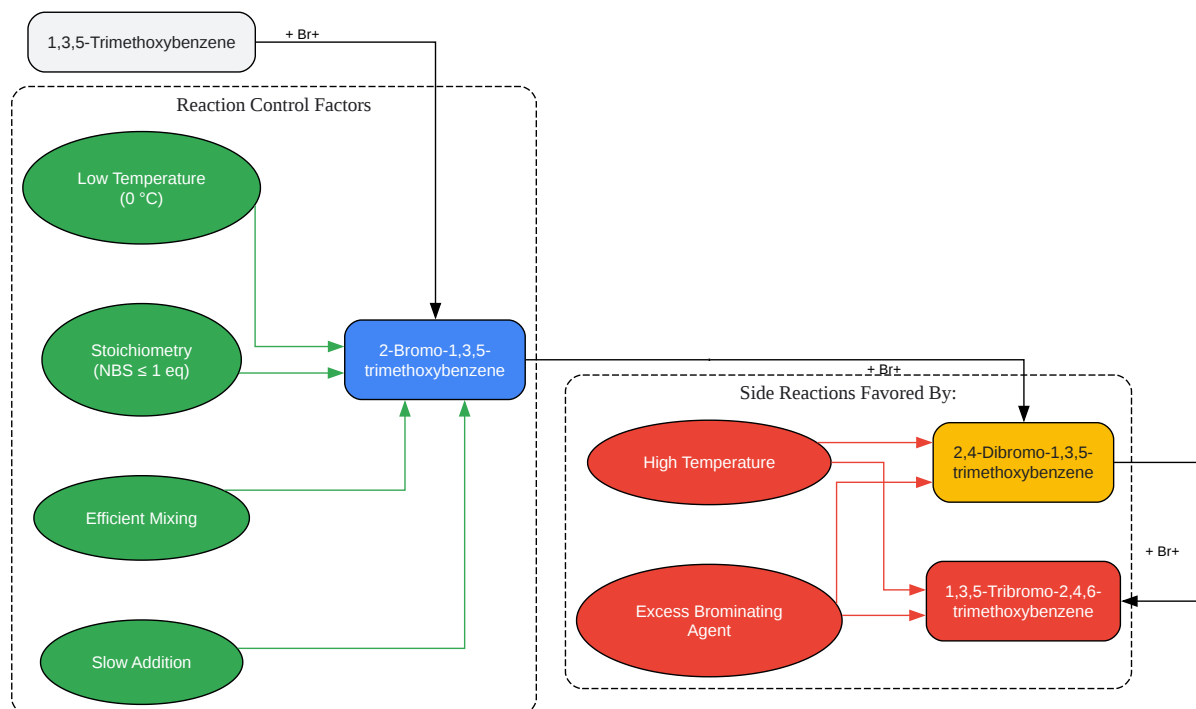 1,3,5-Trimethoxybenzene
+ Br+
Reaction Control Factors
Low Temperature
(0 °C)
Stoichiometry
(NBS ≤ 1 eq)
2-Bromo-1,3,5-
trimethoxybenzene
Efficient Mixing
Slow Addition
+ Br+
Side Reactions Favored By:
High Temperature
2,4-Dibromo-1,3,5-
trimethoxybenzene
+ Br+
Excess Brominating
Agent
1,3,5-Tribromo-2,4,6-
trimethoxybenzene